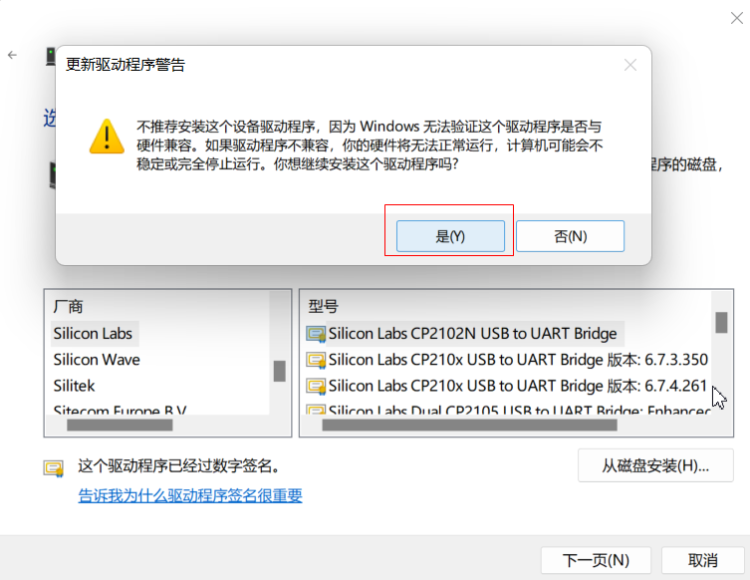 更新驱动程序警告
不推荐安装这个设备驱动程序，因为 Windows 无法验证这个驱动程序是否与
硬件兼容。如果驱动程序不兼容，你的硬件将无法正常运行，计算机可能会不
稳定或完全停止运行。你想继续安装这个驱动程序吗?
程序的磁盘，
是(Y)
否(N)
厂商
Silicon Labs
Silicon Wave
Silitek
Sitecom Europe B.V.
型号
Silicon Labs CP2102N USB to UART Bridge
Silicon Labs CP210x USB to UART Bridge 版本: 6.7.3.350
Silicon Labs CP210x USB to UART Bridge 版本: 6.7.4.261
Silicon Labs Dual CP2105 USB to UART Bridge: Enhanced
这个驱动程序已经过数字签名。
告诉我为什么驱动程序签名很重要
从磁盘安装(H)...
下一页(N)
取消